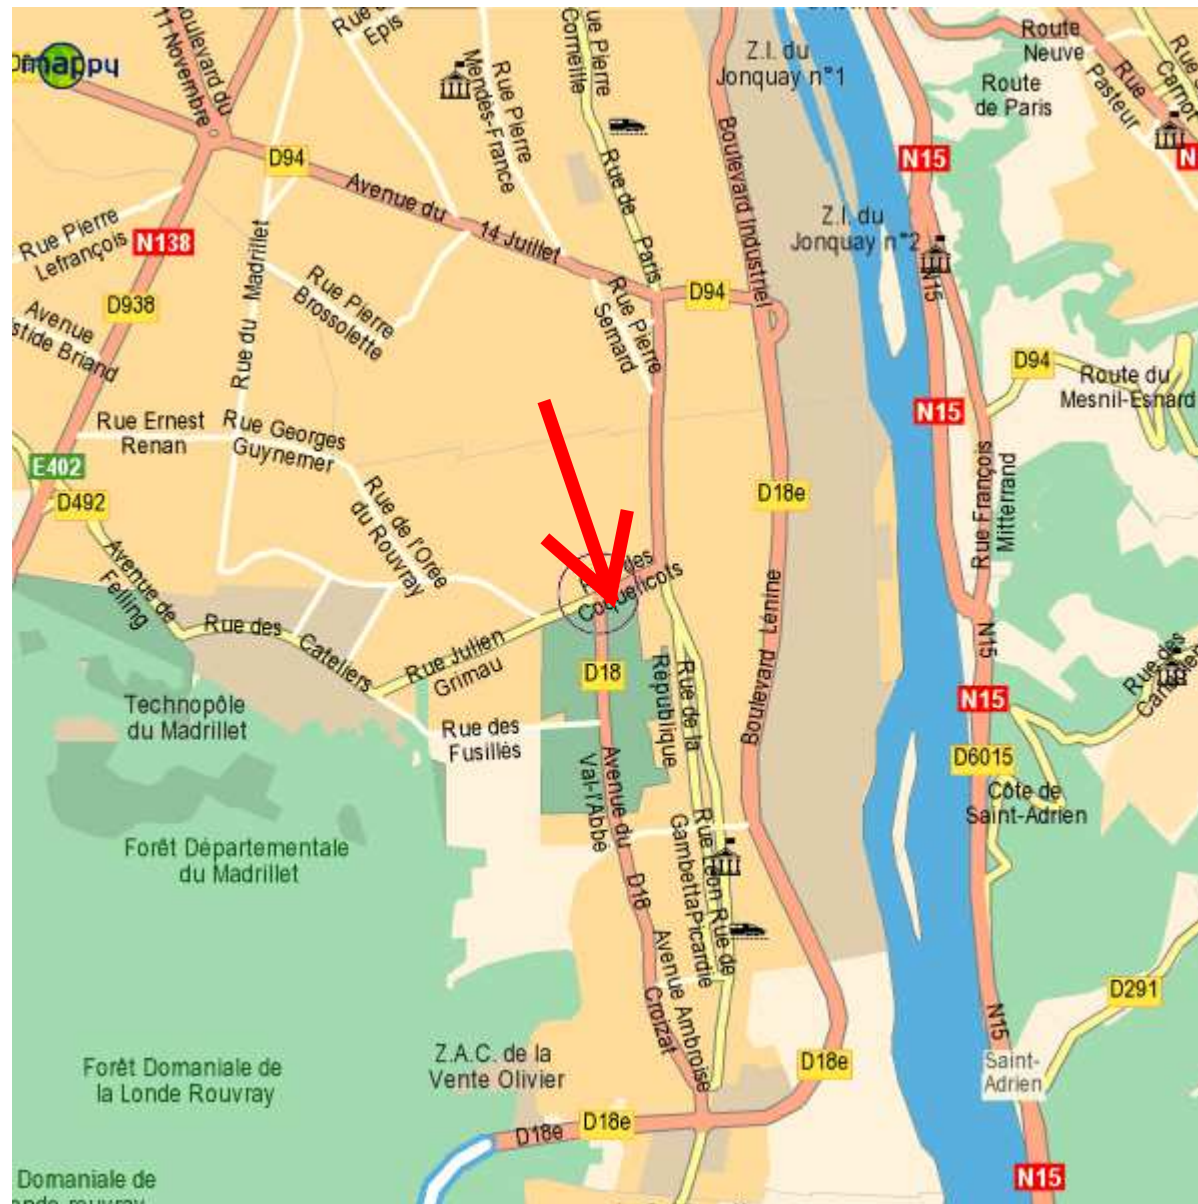 mappy
Boulevard du
11 Novembre
Epis
Rue Pierre
Corneille
Rue Pierre
Mendès-France
Z.I. du
Jonquay n°1
Route
Neuve
Rue
Pasteur
Carnot
Route
de Paris
D94
N15
N
Avenue du
14 Juillet
Rue de
Paris
Boulevard Industriel
Z.I. du
Jonquay n°2
N15
Rue Pierre
Lefrançois
N138
D938
Rue du Madrillet
Rue Pierre
Brossolette
Rue Pierre
Semard
D94
Avenue
stide Briand
D94
Route du
Mesnil-Esnard
N15
Rue Ernest
Renan
Rue Georges
Guynemer
E402
D492
Rue de l'Orée
du Rouvray
D18e
Rue François
Mitterrand
Avenue de
Felling
des
Coquelicots
Rue des
Cateliers
Rue Julien
Grimau
D18
Rue de la
République
Boulevard Lénine
N15
Rue des
N15
Technopôle
du Madrillet
Rue des
Fusillés
Avenue du
Val-l'Abbé
D6015
Côte de
Saint-Adrien
Forêt Départementale
du Madrillet
Rue Léon
Gambetta
D18
Rue de
Picardie
Avenue Ambroise
Croizat
D291
N15
Forêt Domaniale de
la Londe Rouvray
Z.A.C. de la
Vente Olivier
D18e
Saint-
Adrien
D18e
D18e
Domaniale de
N15